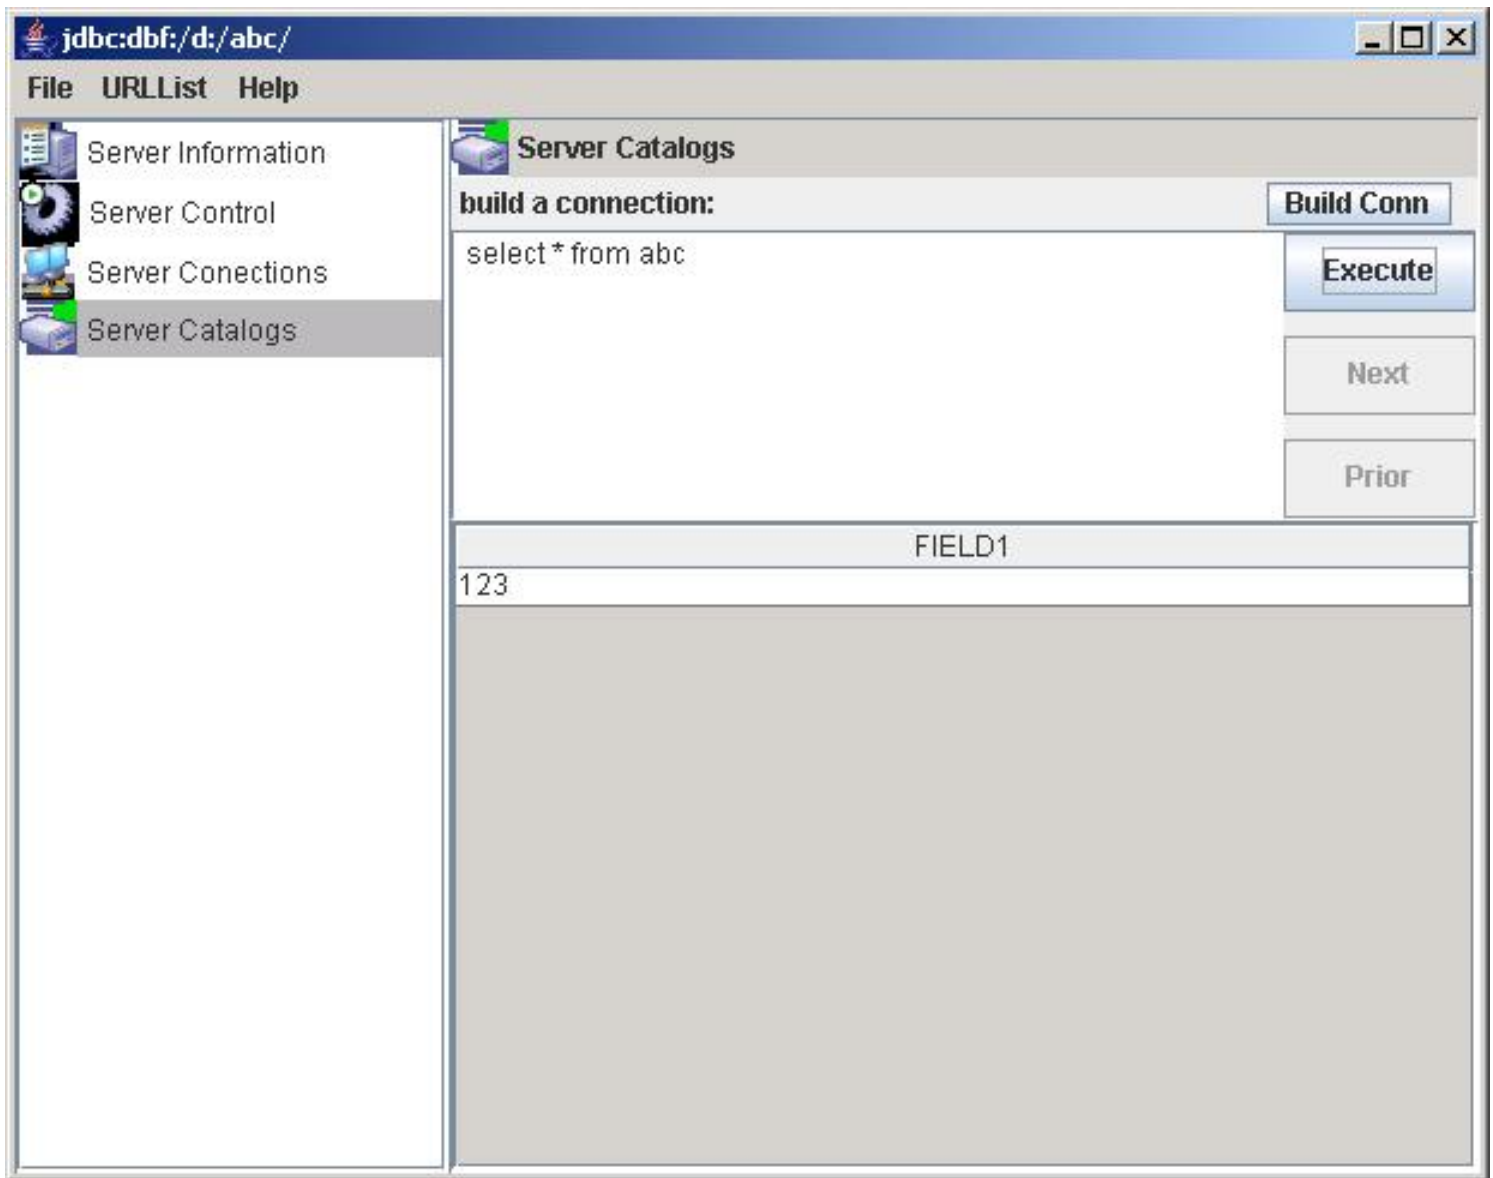 jdbc:dbf:/d:/abc/
File URLList Help
Server Information
Server Control
Server Conections
Server Catalogs
Server Catalogs
build a connection:
Build Conn
select * from abc
Execute
Next
Prior
FIELD1
123